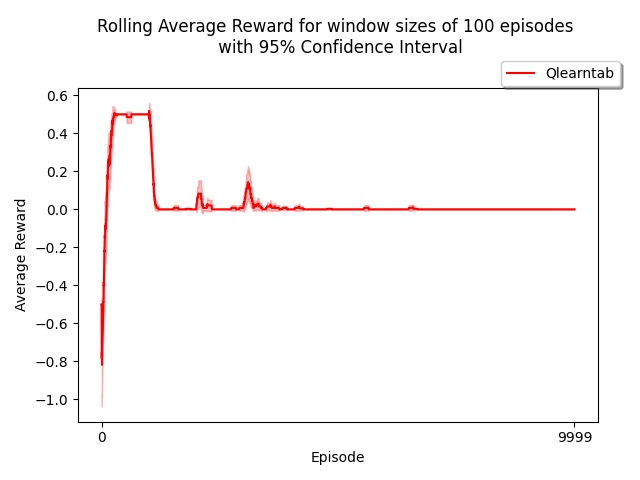 Rolling Average Reward for window sizes of 100 episodes
with 95% Confidence Interval
Qlearntab
0.6
0.4
0.2
0.0
−0.2
−0.4
−0.6
−0.8
−1.0
Average Reward
0
9999
Episode